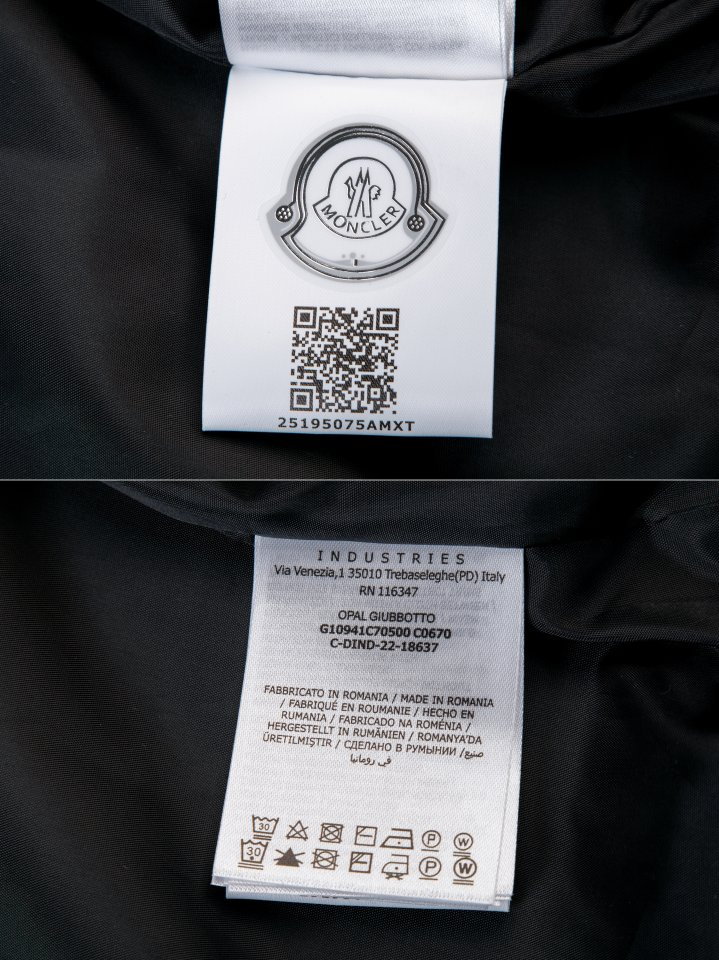 MONCLER
25195075AMXT
INDUSTRIES
Via Venezia,1 35010 Trebaseleghe(PD) Italy
RN 116347
OPAL GIUBBOTTO
G10941C70500 C0670
C-DIND-22-18637
FABBRICATO IN ROMANIA / MADE IN ROMANIA
/ FABRIQUÉ EN ROUMANIE / HECHO EN
RUMANIA / FABRICADO NA ROMÉNIA /
HERGESTELLT IN RUMÄNIEN / ROMANYA'DA
ÜRETILMIŞTIR / СДЕЛАНО В РУМЫНИИ / صنع
في رومانيا
30 P W
30 P W